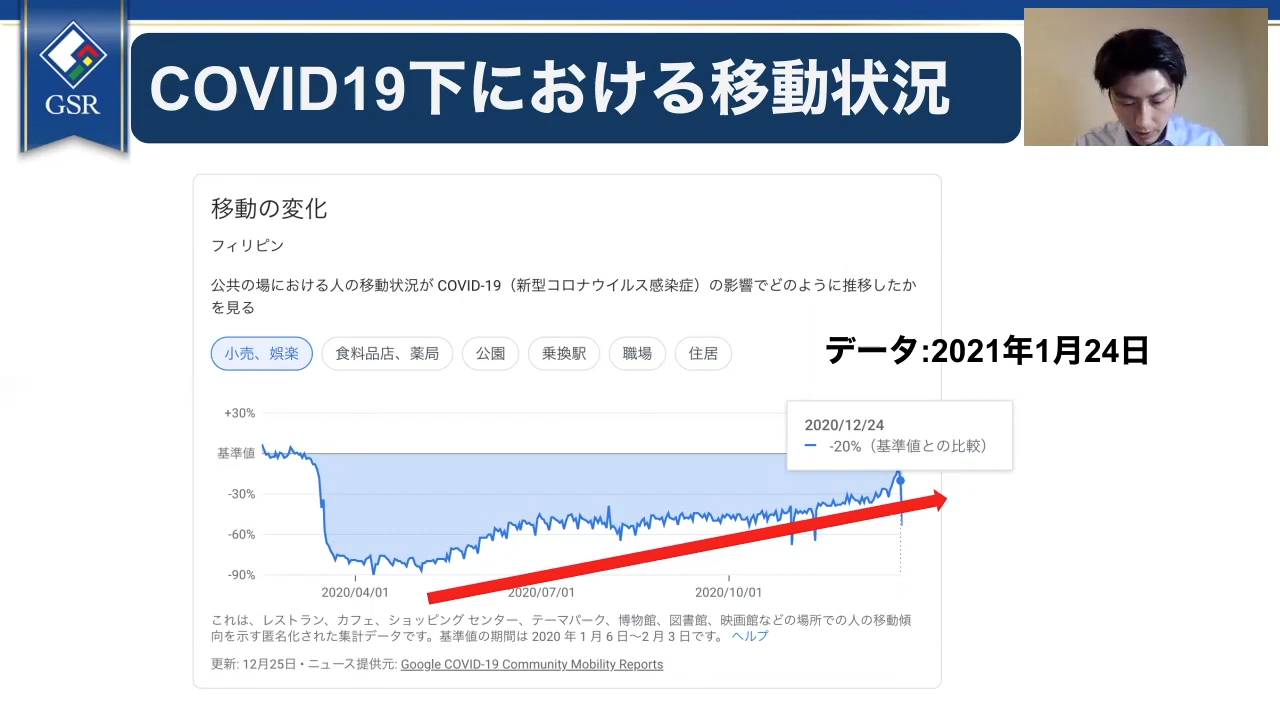 GSR
COVID19下における移動状況
移動の変化
フィリピン
公共の場における人の移動状況が COVID-19（新型コロナウイルス感染症）の影響でどのように推移したか
を見る
小売、娯楽 食料品店、薬局 公園 乗換駅 職場 住居
データ:2021年1月24日
2020/12/24
-20%（基準値との比較）
+30%
基準値
-30%
-60%
-90%
2020/04/01 2020/07/01 2020/10/01
これは、レストラン、カフェ、ショッピング センター、テーマパーク、博物館、図書館、映画館などの場所での人の移動傾
向を示す匿名化された集計データです。基準値の期間は 2020 年 1 月 6 日～2 月 3 日です。 ヘルプ
更新: 12月25日 • ニュース提供元: Google COVID-19 Community Mobility Reports